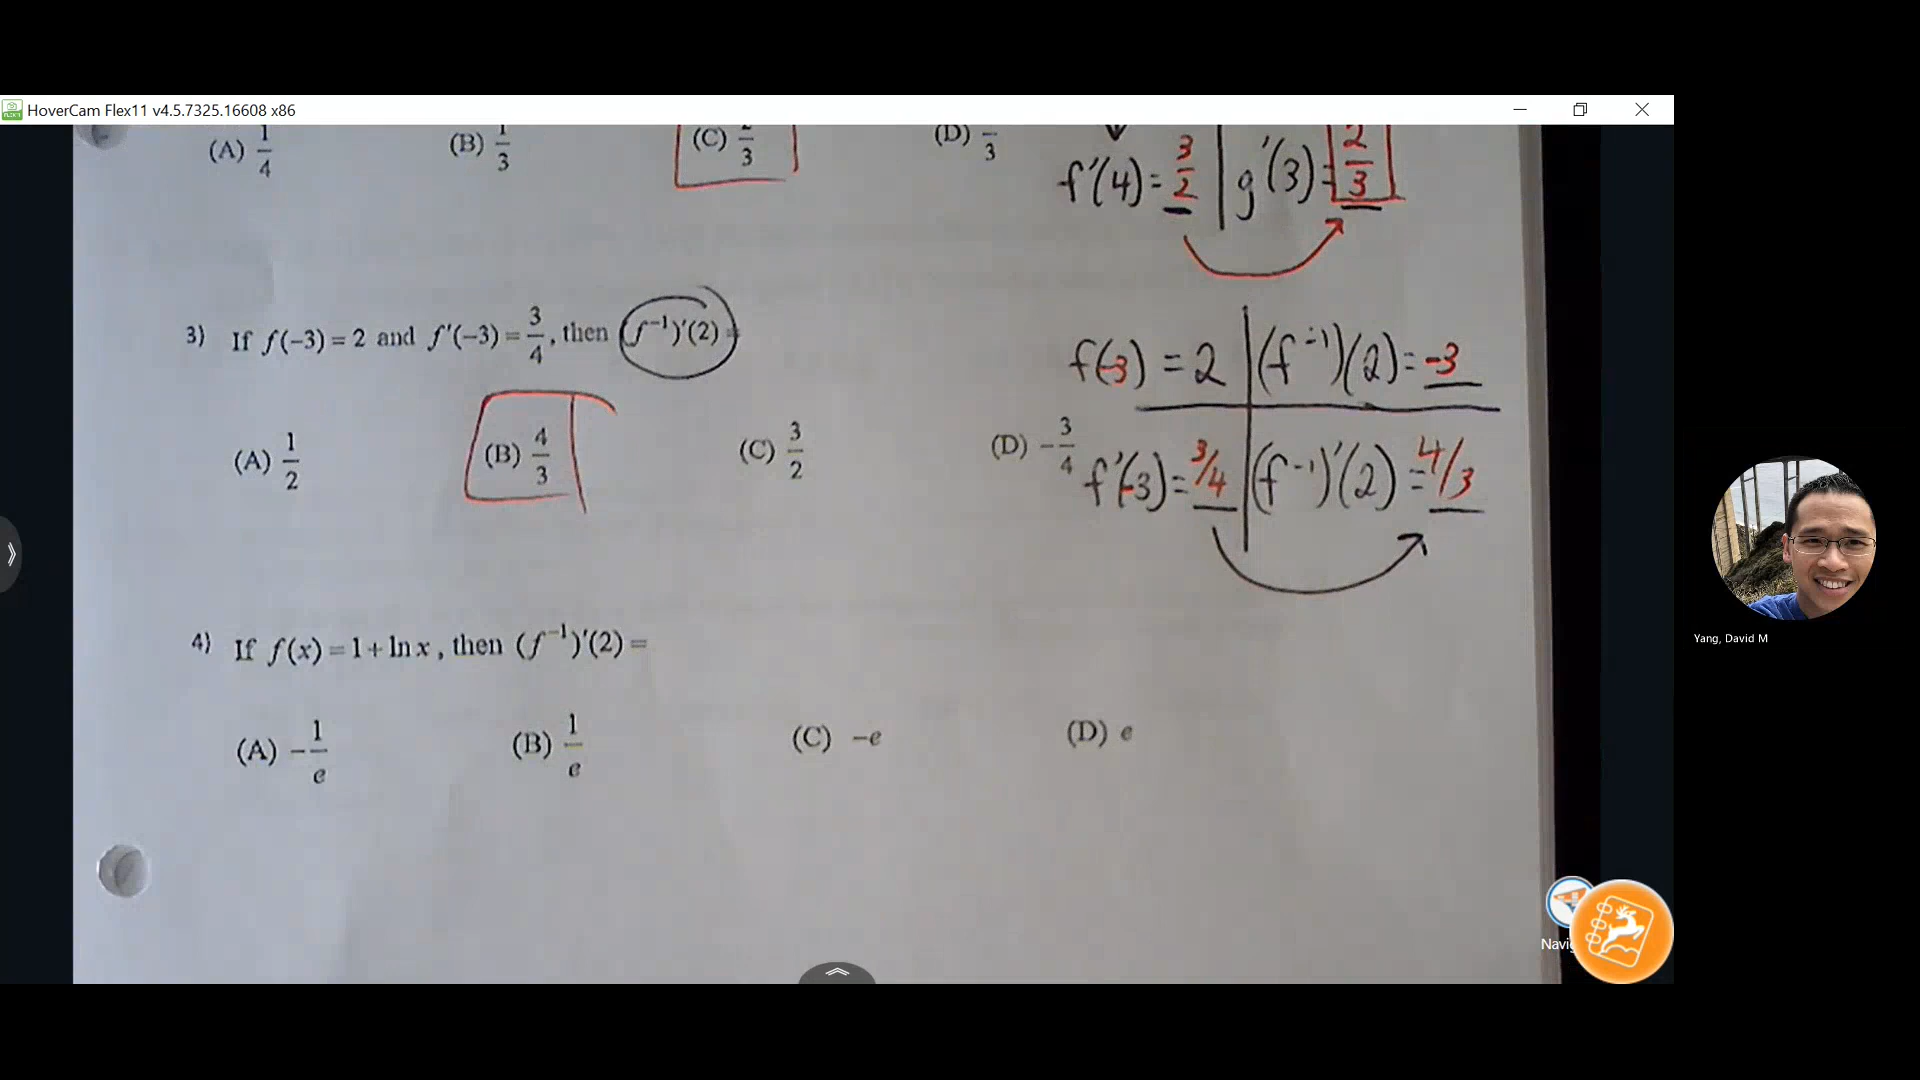 HoverCam Flex11 v4.5.7325.16608 x86
(A) 1/4 (B) 1/3 (C) 2/3 (D) /3
f'(4) = 3/2 | g'(3) = 2/3
3) If f(−3) = 2 and f'(−3) = 3/4, then (f⁻¹)'(2) =
f(-3) = 2 | (f⁻¹)(2) = -3
(A) 1/2 (B) 4/3 (C) 3/2 (D) −3/4
f'(-3) = 3/4 | (f⁻¹)'(2) = 4/3
4) If f(x) = 1 + ln x, then (f⁻¹)'(2) =
(A) −1/e (B) 1/e (C) −e (D) e
Yang, David M
FLEX11